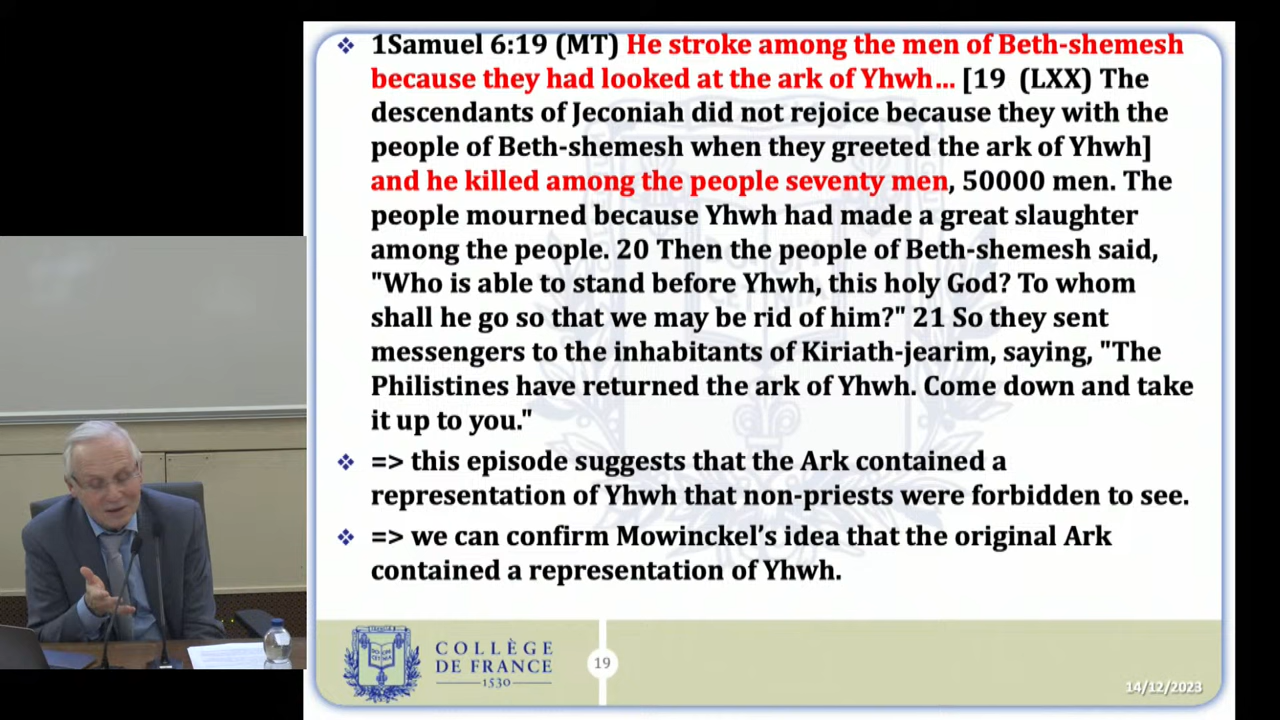 ❖ 1Samuel 6:19 (MT) He stroke among the men of Beth-shemesh
because they had looked at the ark of Yhwh... [19 (LXX) The
descendants of Jeconiah did not rejoice because they with the
people of Beth-shemesh when they greeted the ark of Yhwh]
and he killed among the people seventy men, 50000 men. The
people mourned because Yhwh had made a great slaughter
among the people. 20 Then the people of Beth-shemesh said,
"Who is able to stand before Yhwh, this holy God? To whom
shall he go so that we may be rid of him?" 21 So they sent
messengers to the inhabitants of Kiriath-jearim, saying, "The
Philistines have returned the ark of Yhwh. Come down and take
it up to you."
❖ => this episode suggests that the Ark contained a
representation of Yhwh that non-priests were forbidden to see.
❖ => we can confirm Mowinckel's idea that the original Ark
contained a representation of Yhwh.
COLLÈGE
DE FRANCE
1530
19
14/12/2023